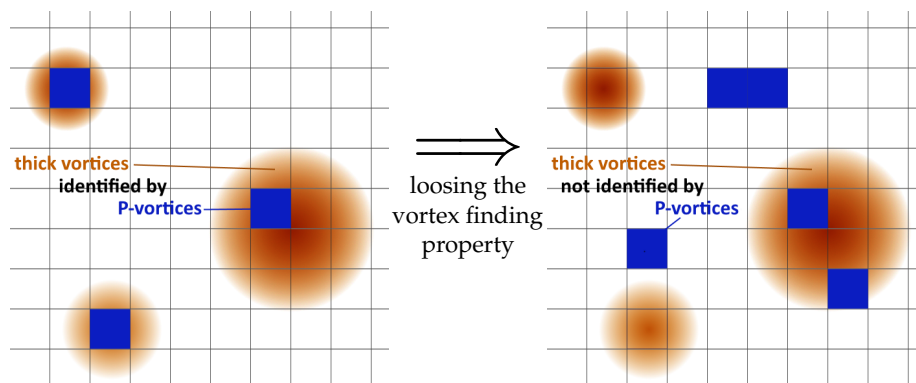 thick vortices
identified by
P-vortices
loosing the
vortex finding
property
thick vortices
not identified by
P-vortices